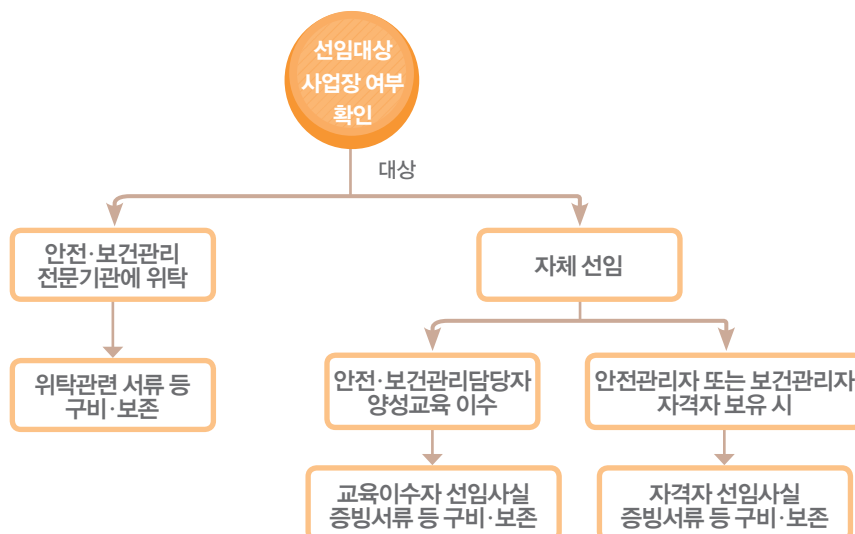 선임대상
사업장 여부
확인
대상
안전·보건관리
전문기관에 위탁
자체 선임
위탁관련 서류 등
구비·보존
안전·보건관리담당자
양성교육 이수
안전관리자 또는 보건관리자
자격자 보유 시
교육이수자 선임사실
증빙서류 등 구비·보존
자격자 선임사실
증빙서류 등 구비·보존